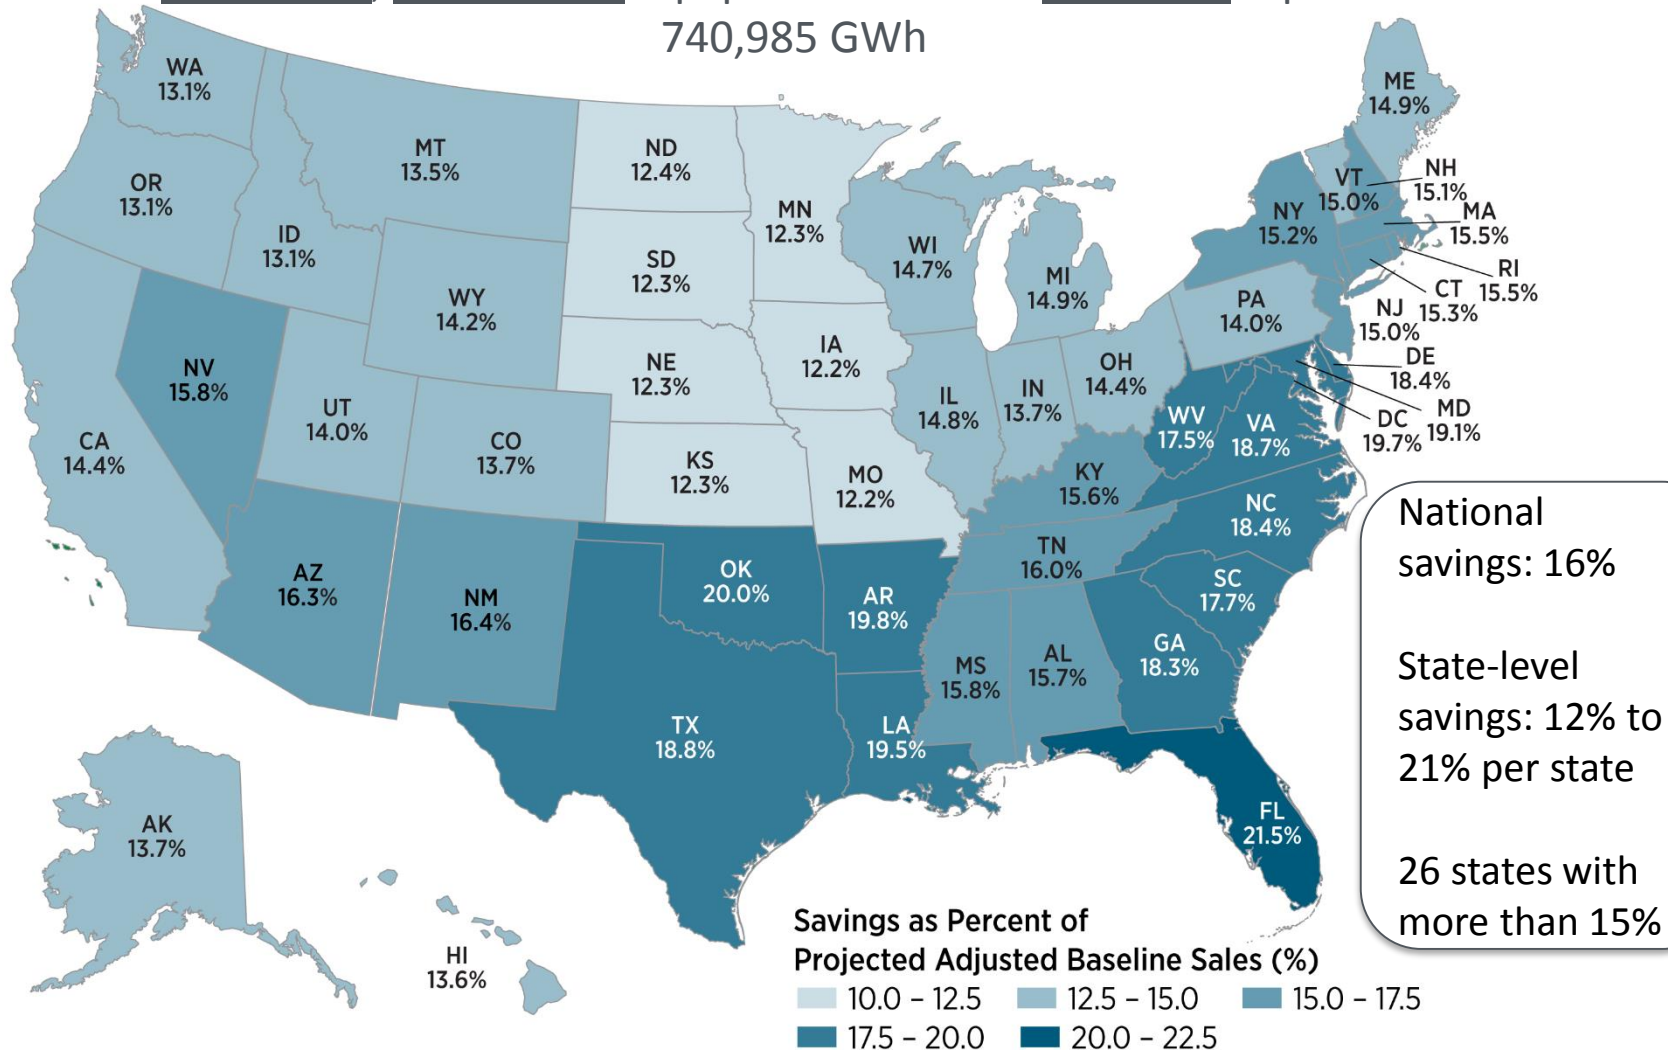 740,985 GWh
WA
13.1%
OR
13.1%
CA
14.4%
NV
15.8%
ID
13.1%
MT
13.5%
WY
14.2%
UT
14.0%
CO
13.7%
AZ
16.3%
NM
16.4%
ND
12.4%
SD
12.3%
NE
12.3%
KS
12.3%
OK
20.0%
TX
18.8%
MN
12.3%
IA
12.2%
MO
12.2%
AR
19.8%
LA
19.5%
WI
14.7%
IL
14.8%
MI
14.9%
IN
13.7%
OH
14.4%
KY
15.6%
TN
16.0%
MS
15.8%
AL
15.7%
GA
18.3%
FL
21.5%
SC
17.7%
NC
18.4%
VA
18.7%
WV
17.5%
PA
14.0%
NY
15.2%
VT
15.0%
ME
14.9%
NH
15.1%
MA
15.5%
RI
15.5%
CT
15.3%
NJ
15.0%
DE
18.4%
MD
19.1%
DC
19.7%
AK
13.7%
HI
13.6%
National
savings: 16%
State-level
savings: 12% to
21% per state
26 states with
more than 15%
Savings as Percent of
Projected Adjusted Baseline Sales (%)
10.0 – 12.5
12.5 – 15.0
15.0 – 17.5
17.5 – 20.0
20.0 – 22.5